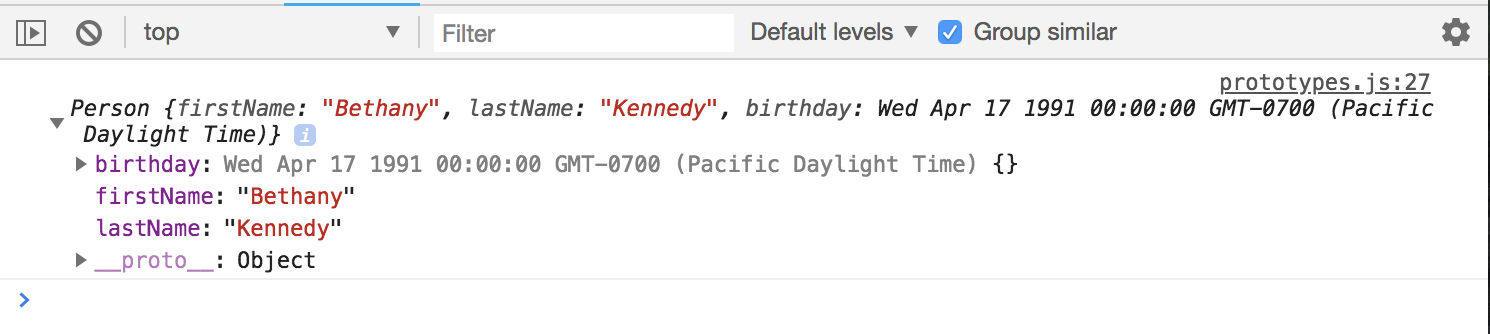 top Filter Default levels Group similar
prototypes.js:27
Person {firstName: "Bethany", lastName: "Kennedy", birthday: Wed Apr 17 1991 00:00:00 GMT-0700 (Pacific
Daylight Time)} i
birthday: Wed Apr 17 1991 00:00:00 GMT-0700 (Pacific Daylight Time) {}
firstName: "Bethany"
lastName: "Kennedy"
__proto__: Object